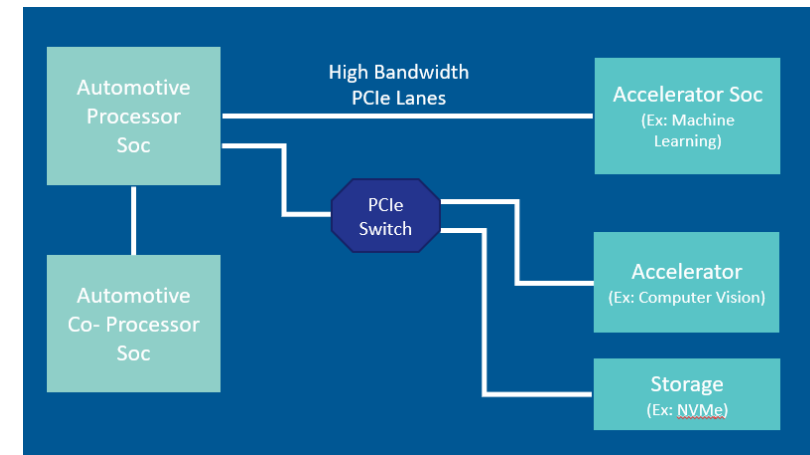 Automotive
Processor
Soc
High Bandwidth
PCIe Lanes
Accelerator Soc
(Ex: Machine
Learning)
PCIe
Switch
Automotive
Co- Processor
Soc
Accelerator
(Ex: Computer Vision)
Storage
(Ex: NVMe)